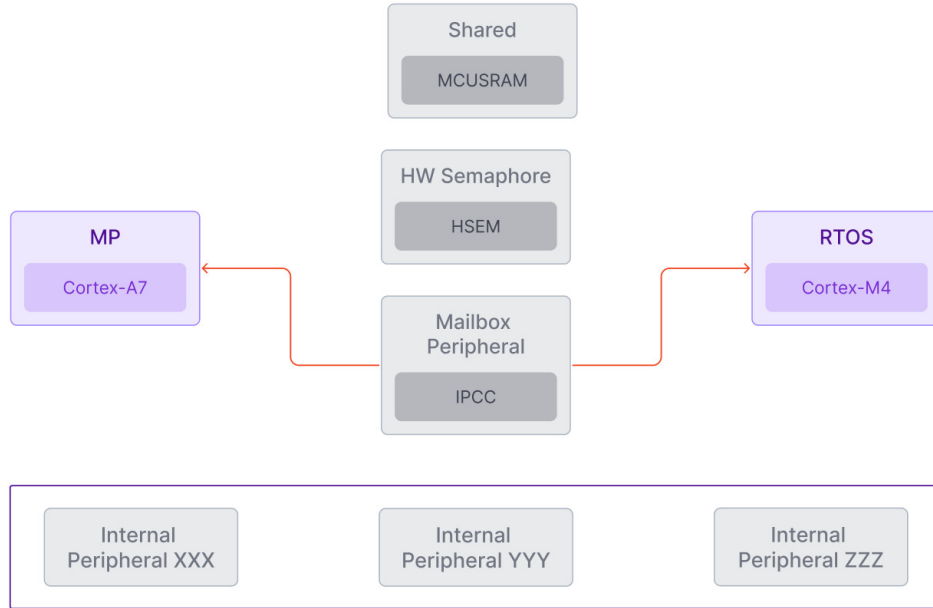 Shared
MCUSRAM
HW Semaphore
HSEM
MP
Cortex-A7
RTOS
Cortex-M4
Mailbox
Peripheral
IPCC
Internal
Peripheral XXX
Internal
Peripheral YYY
Internal
Peripheral ZZZ